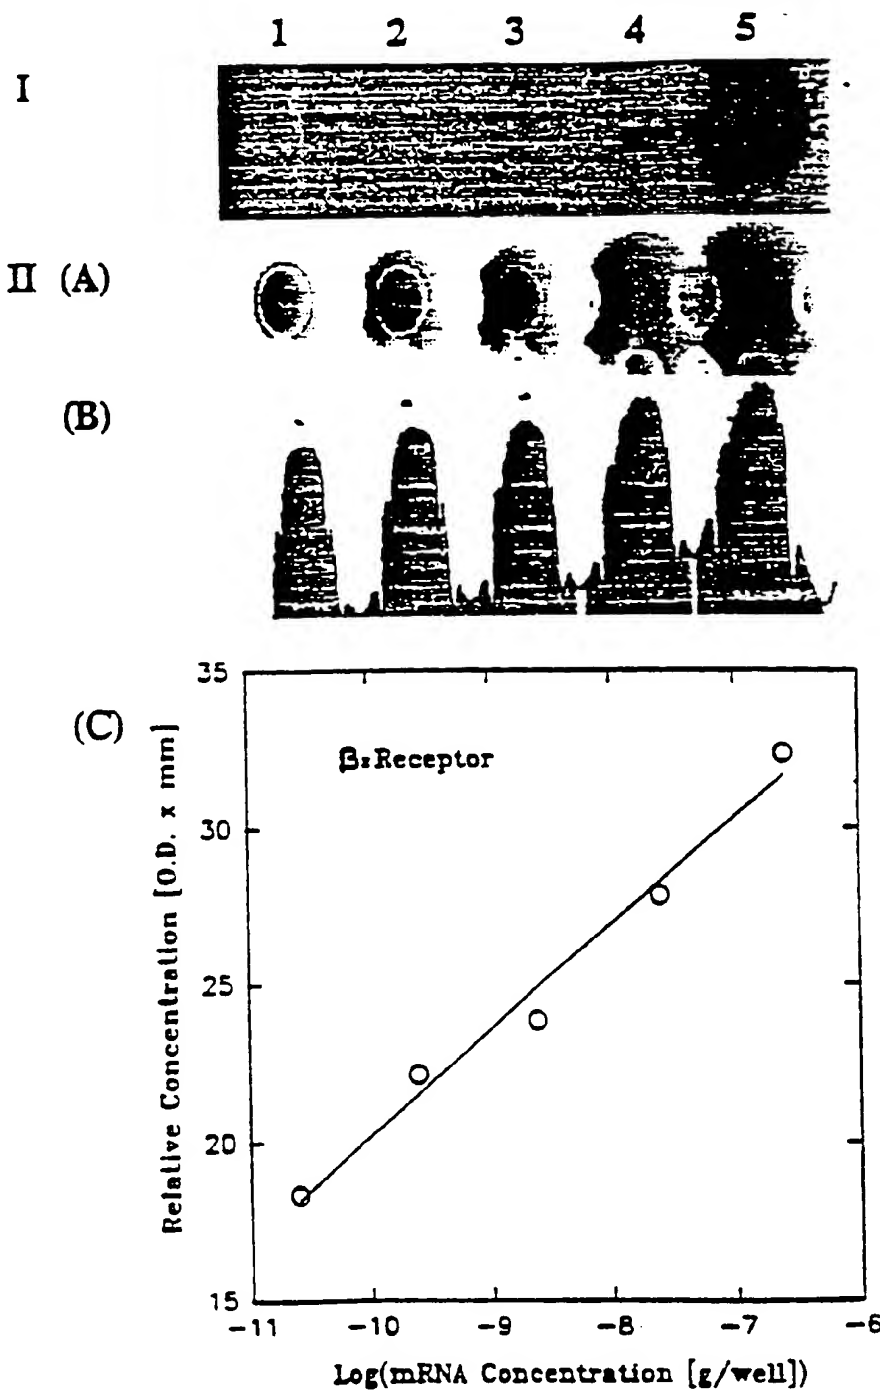 1 2 3 4 5
I
II (A)
(B)
(C)
35
30
25
20
15
β₂Receptor
Relative Concentration [O.D. x mm]
-11 -10 -9 -8 -7 -6
Log(mRNA Concentration [g/well])